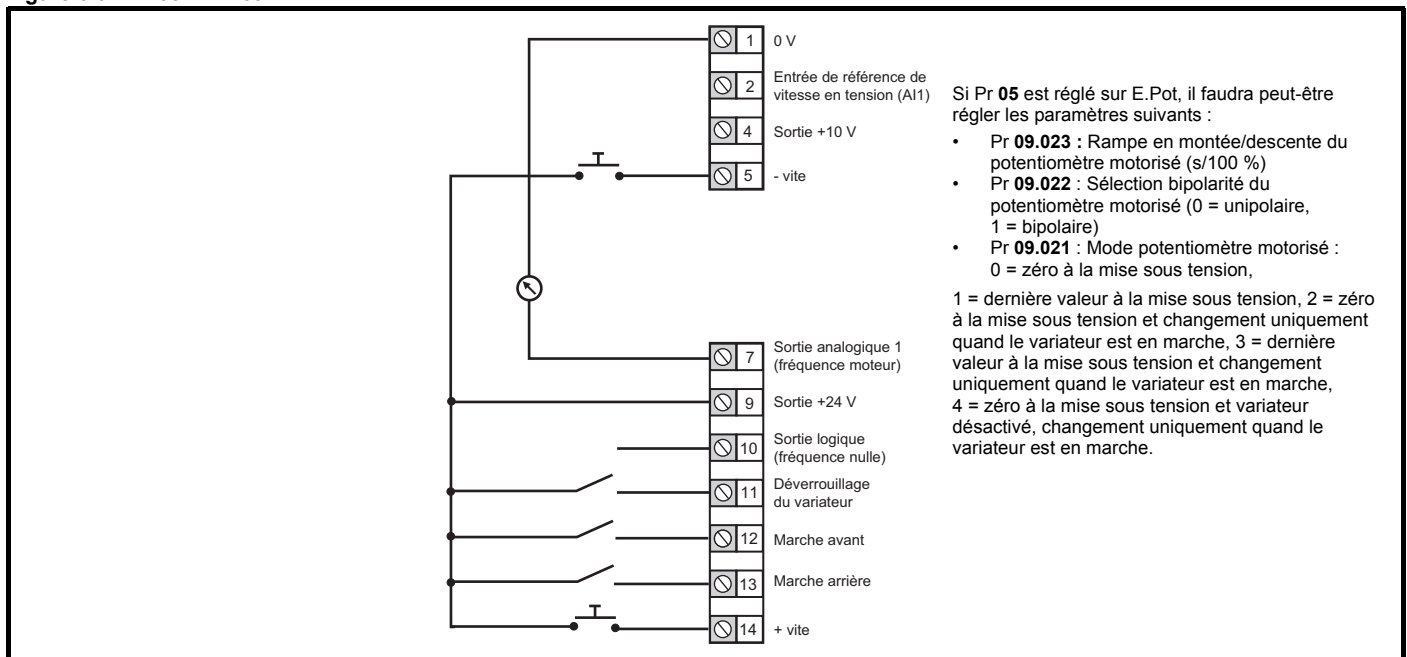 1 0 V
2 Entrée de référence de
vitesse en tension (AI1)
4 Sortie +10 V
5 - vite
7 Sortie analogique 1
(fréquence moteur)
9 Sortie +24 V
10 Sortie logique
(fréquence nulle)
11 Déverrouillage
du variateur
12 Marche avant
13 Marche arrière
14 + vite
Si Pr 05 est réglé sur E.Pot, il faudra peut-être
régler les paramètres suivants :
• Pr 09.023 : Rampe en montée/descente du
potentiomètre motorisé (s/100 %)
• Pr 09.022 : Sélection bipolarité du
potentiomètre motorisé (0 = unipolaire,
1 = bipolaire)
• Pr 09.021 : Mode potentiomètre motorisé :
0 = zéro à la mise sous tension,
1 = dernière valeur à la mise sous tension, 2 = zéro
à la mise sous tension et changement uniquement
quand le variateur est en marche, 3 = dernière
valeur à la mise sous tension et changement
uniquement quand le variateur est en marche,
4 = zéro à la mise sous tension et variateur
désactivé, changement uniquement quand le
variateur est en marche.